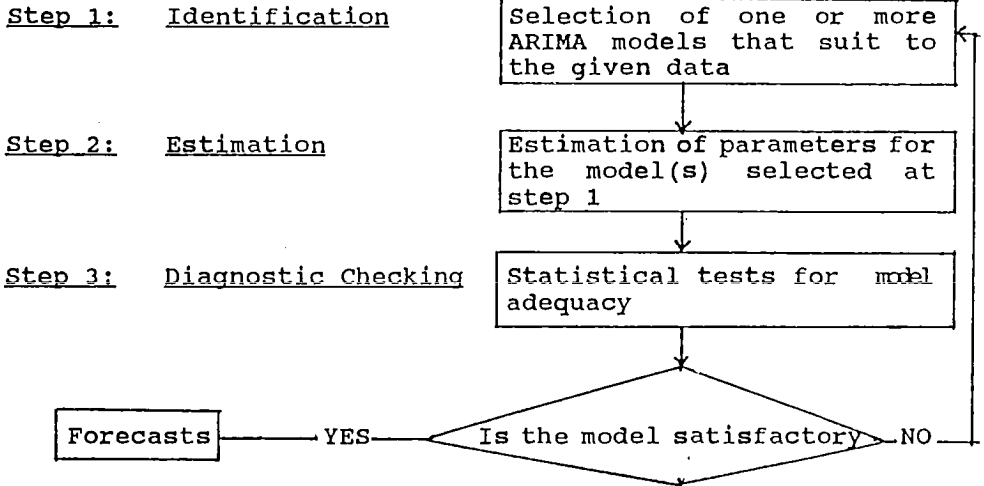 Step 1: Identification
Selection of one or more
ARIMA models that suit to
the given data
Step 2: Estimation
Estimation of parameters for
the model(s) selected at
step 1
Step 3: Diagnostic Checking
Statistical tests for model
adequacy
Forecasts
YES
Is the model satisfactory
NO